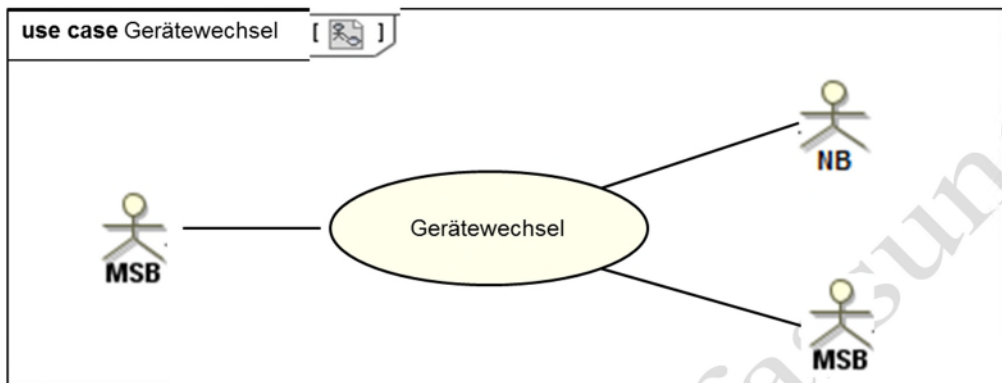 use case Gerätewechsel [ ]
NB
Gerätewechsel
MSB
MSB